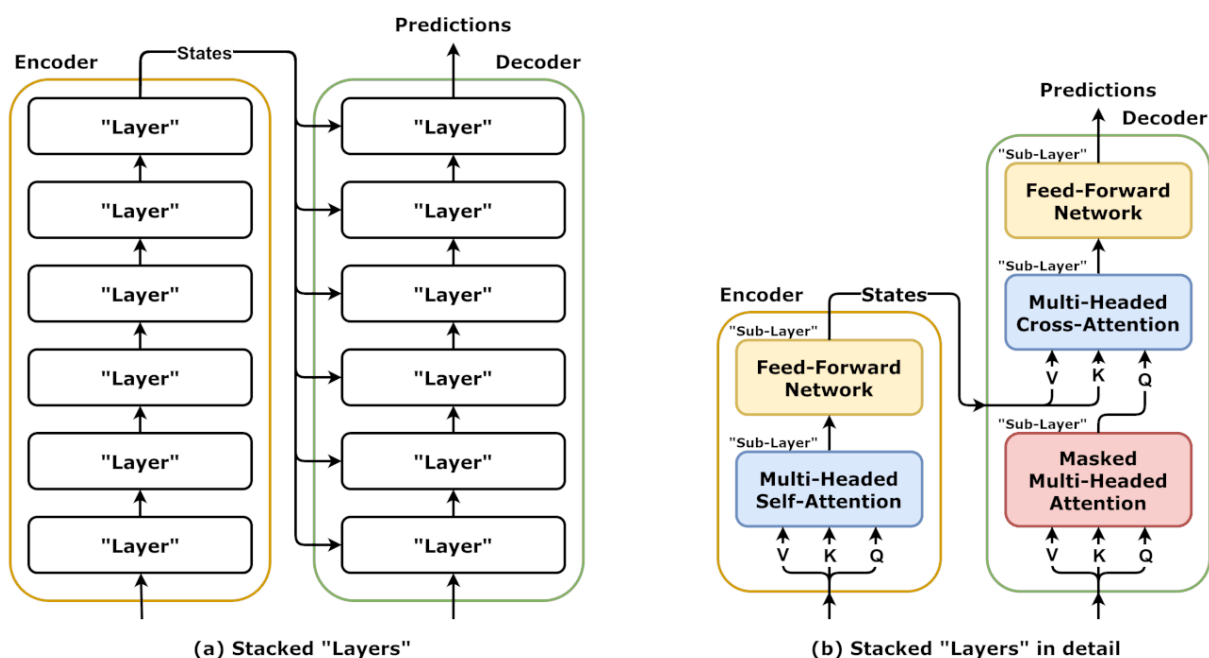 Predictions
Encoder
States
Decoder
"Layer"
"Layer"
"Layer"
"Layer"
"Layer"
"Layer"
"Layer"
"Layer"
"Layer"
"Layer"
"Layer"
"Layer"
(a) Stacked "Layers"
Predictions
Decoder
"Sub-Layer"
Feed-Forward
Network
"Sub-Layer"
Multi-Headed
Cross-Attention
V
K
Q
"Sub-Layer"
Masked
Multi-Headed
Attention
V
K
Q
Encoder
States
"Sub-Layer"
Feed-Forward
Network
"Sub-Layer"
Multi-Headed
Self-Attention
V
K
Q
(b) Stacked "Layers" in detail